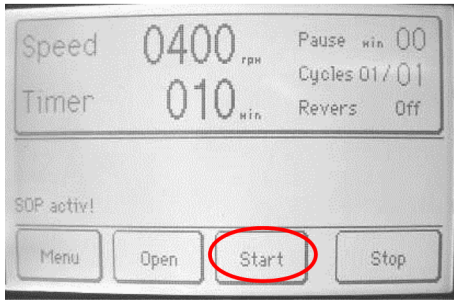 Speed 0400 rpm Pause min 00
Cycles 01/01
Timer 010 min Revers Off
SOP activ!
Menu Open Start Stop